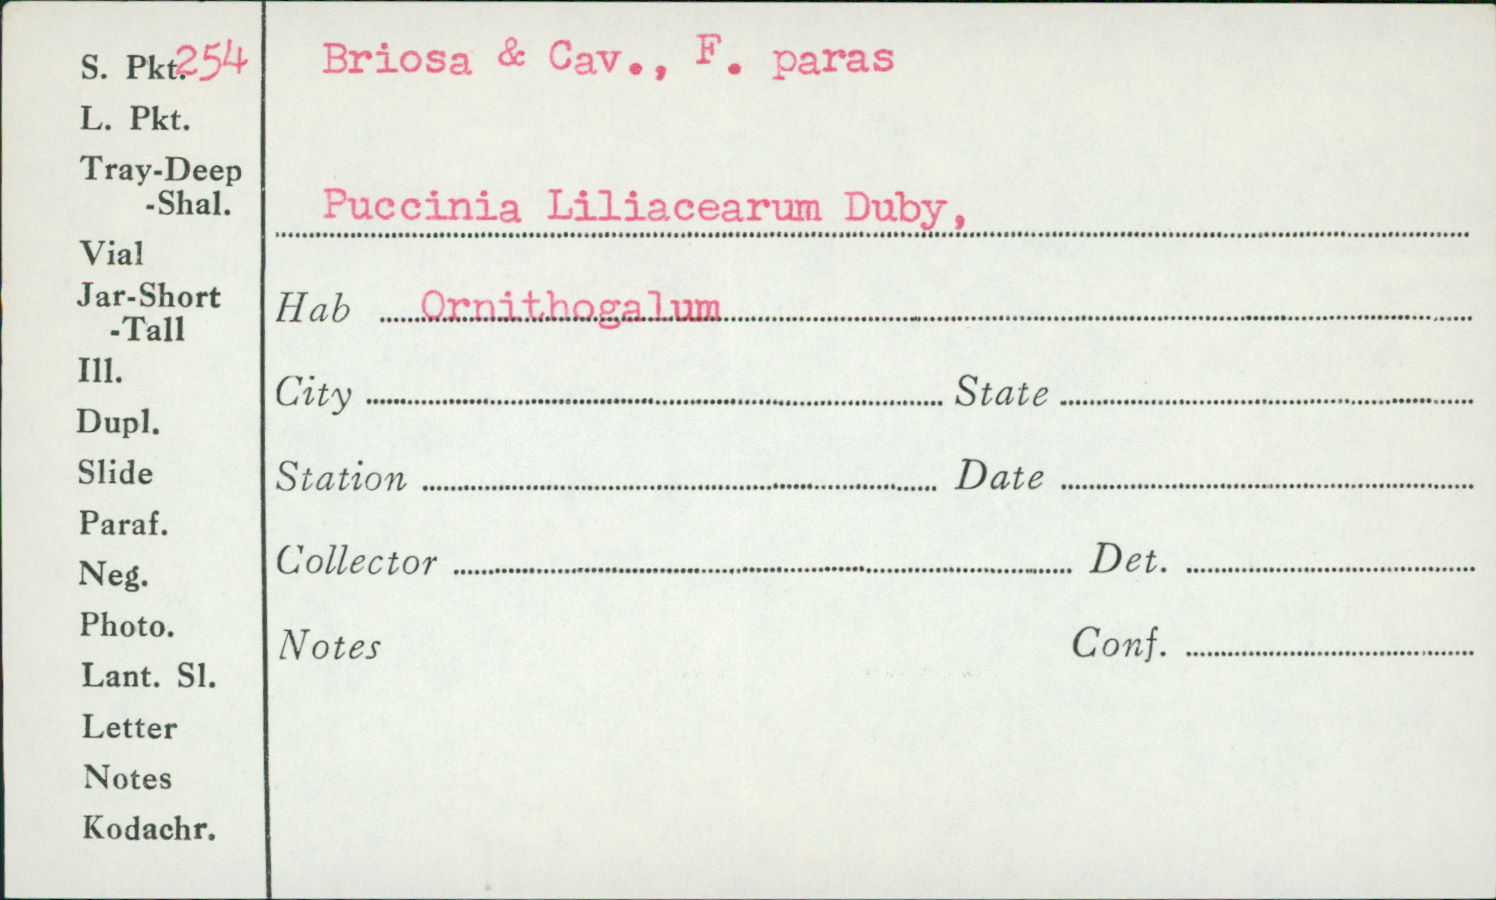 S. Pkt. 254
L. Pkt.
Tray-Deep
-Shal.
Vial
Jar-Short
-Tall
Ill.
Dupl.
Slide
Paraf.
Neg.
Photo.
Lant. Sl.
Letter
Notes
Kodachr.
Briosa & Cav., F. paras
Puccinia Liliacearum Duby,
Hab Ornithogalum
City State
Station Date
Collector Det.
Notes Conf.